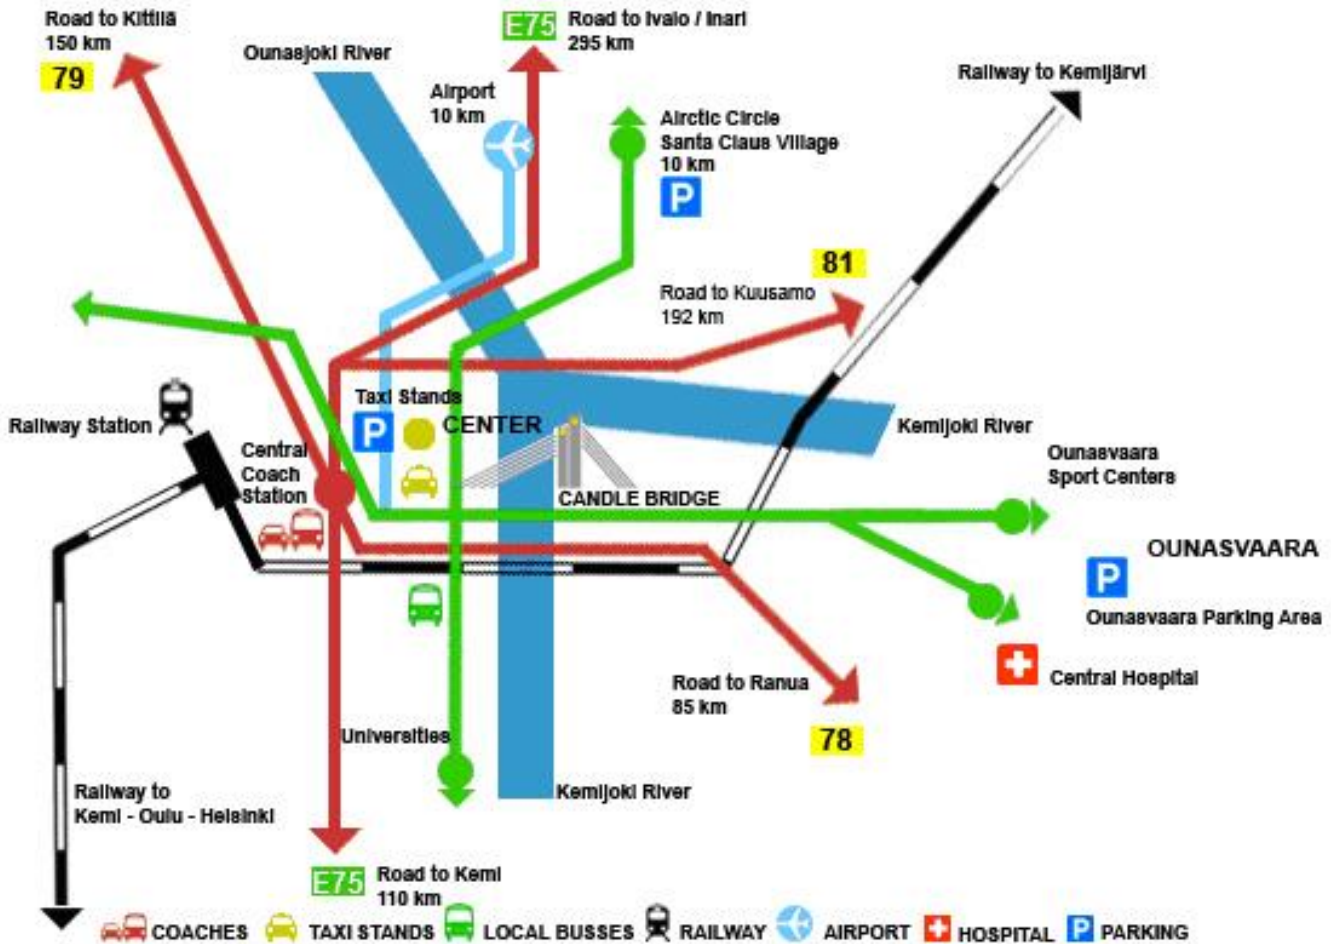 Road to Kittilä
150 km
79
Ounasjoki River
E75
Road to Ivalo / Inari
295 km
Airport
10 km
Airctic Circle
Santa Claus Village
10 km
P
Railway to Kemijärvi
81
Road to Kuusamo
192 km
Taxi Stands
P
CENTER
Railway Station
Central
Coach
Station
CANDLE BRIDGE
Kemijoki River
Ounasvaara
Sport Centers
OUNASVAARA
P
Ounasvaara Parking Area
Central Hospital
Road to Ranua
85 km
78
Universities
Kemijoki River
Railway to
Kemi - Oulu - Helsinki
E75
Road to Kemi
110 km
COACHES TAXI STANDS LOCAL BUSSES RAILWAY AIRPORT HOSPITAL P PARKING